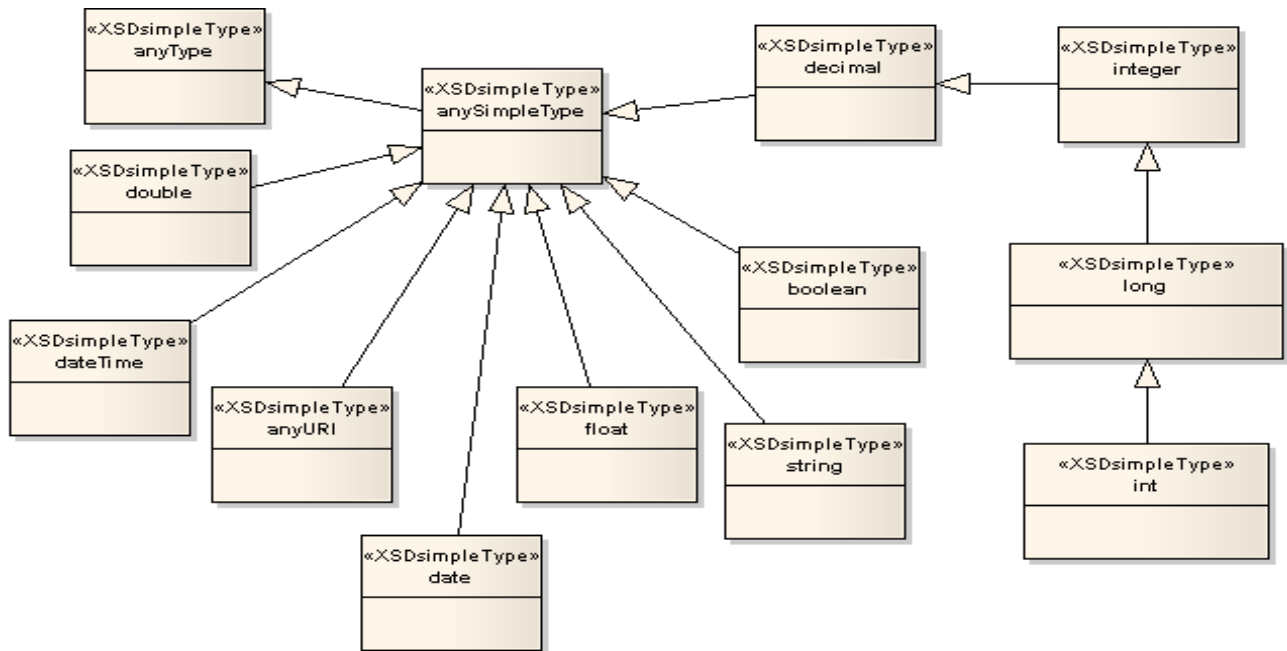 «XSDsimpleType»
anyType
«XSDsimpleType»
anySimpleType
«XSDsimpleType»
decimal
«XSDsimpleType»
integer
«XSDsimpleType»
double
«XSDsimpleType»
boolean
«XSDsimpleType»
long
«XSDsimpleType»
dateTime
«XSDsimpleType»
anyURI
«XSDsimpleType»
float
«XSDsimpleType»
string
«XSDsimpleType»
int
«XSDsimpleType»
date